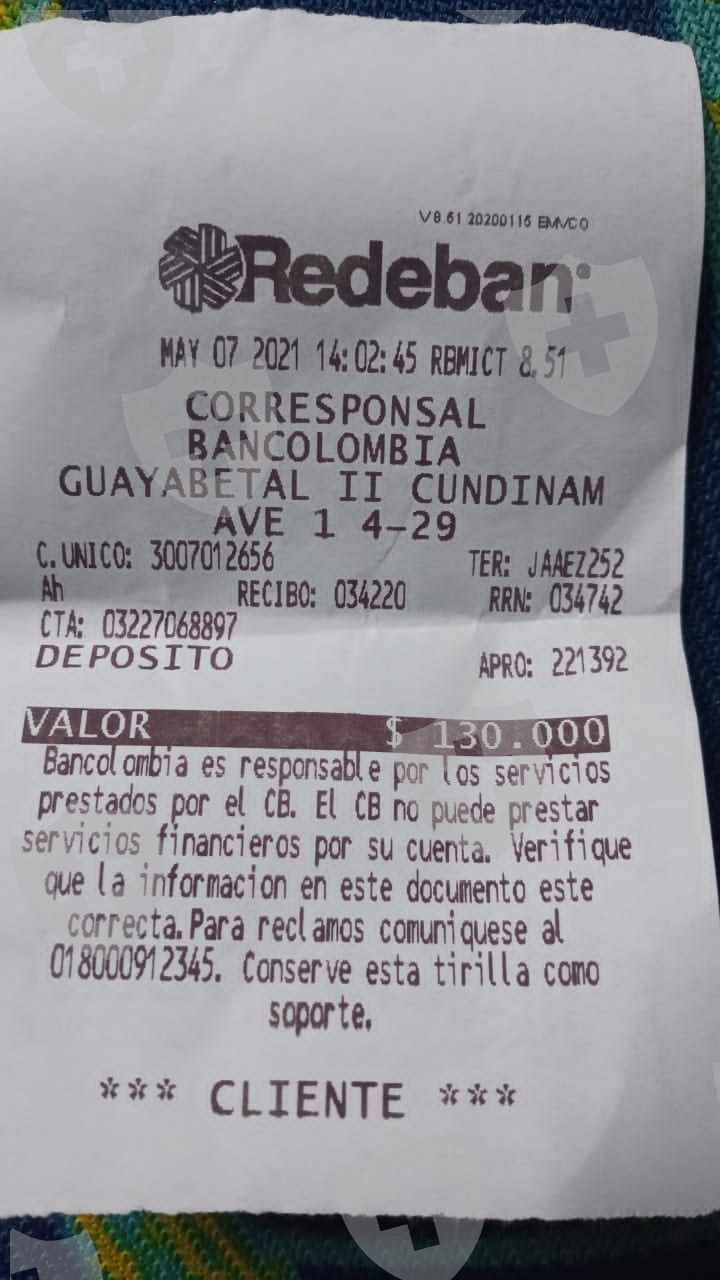 V8.61 20200115 EMVCO
Redeban
MAY 07 2021 14:02:45 RBMICT 8.51
CORRESPONSAL
BANCOLOMBIA
GUAYABETAL II CUNDINAM
AVE 1 4-29
C.UNICO: 3007012656 TER: JAAEZ252
Ah RECIBO: 034220 RRN: 034742
CTA: 03227068897
DEPOSITO APRO: 221392
VALOR $ 130.000
Bancolombia es responsable por los servicios
prestados por el CB. El CB no puede prestar
servicios financieros por su cuenta. Verifique
que la informacion en este documento este
correcta.Para reclamos comuniquese al
018000912345. Conserve esta tirilla como
soporte.
*** CLIENTE ***